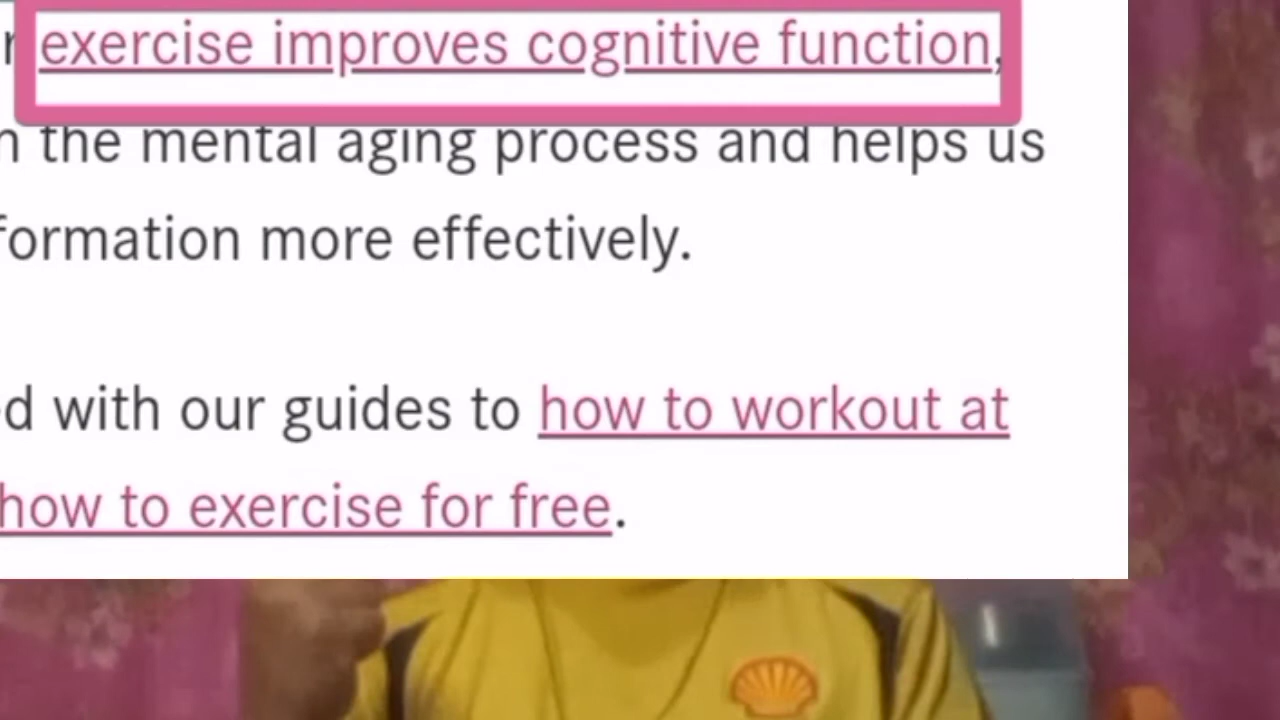 exercise improves cognitive function,
the mental aging process and helps us
formation more effectively.
with our guides to how to workout at
how to exercise for free.